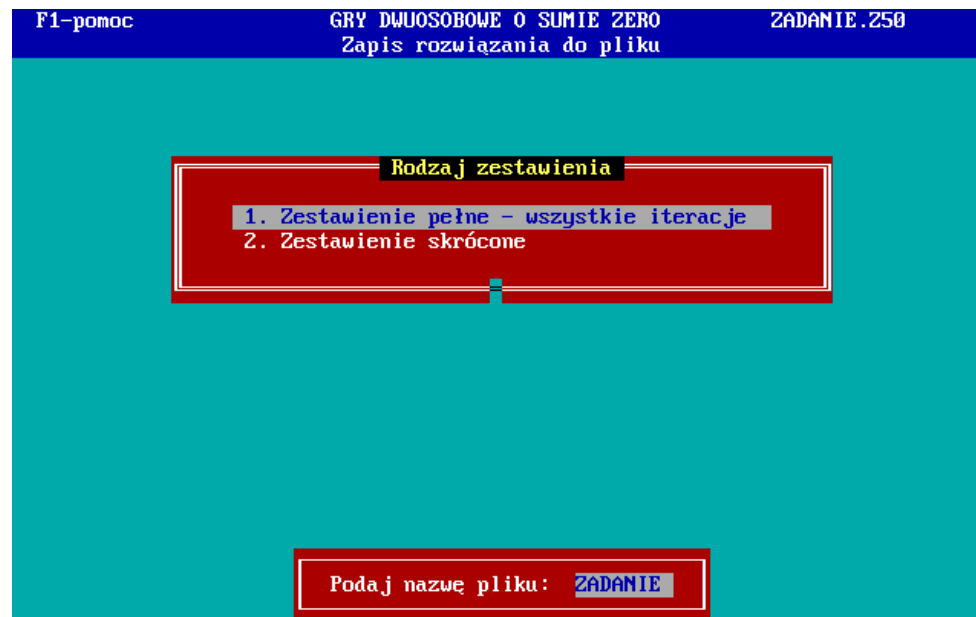 F1-pomoc GRY DWUOSOBOWE O SUMIE ZERO ZADANIE.Z50
Zapis rozwiązania do pliku
Rodzaj zestawienia
1. Zestawienie pełne - wszystkie iteracje
2. Zestawienie skrócone
Podaj nazwę pliku: ZADANIE